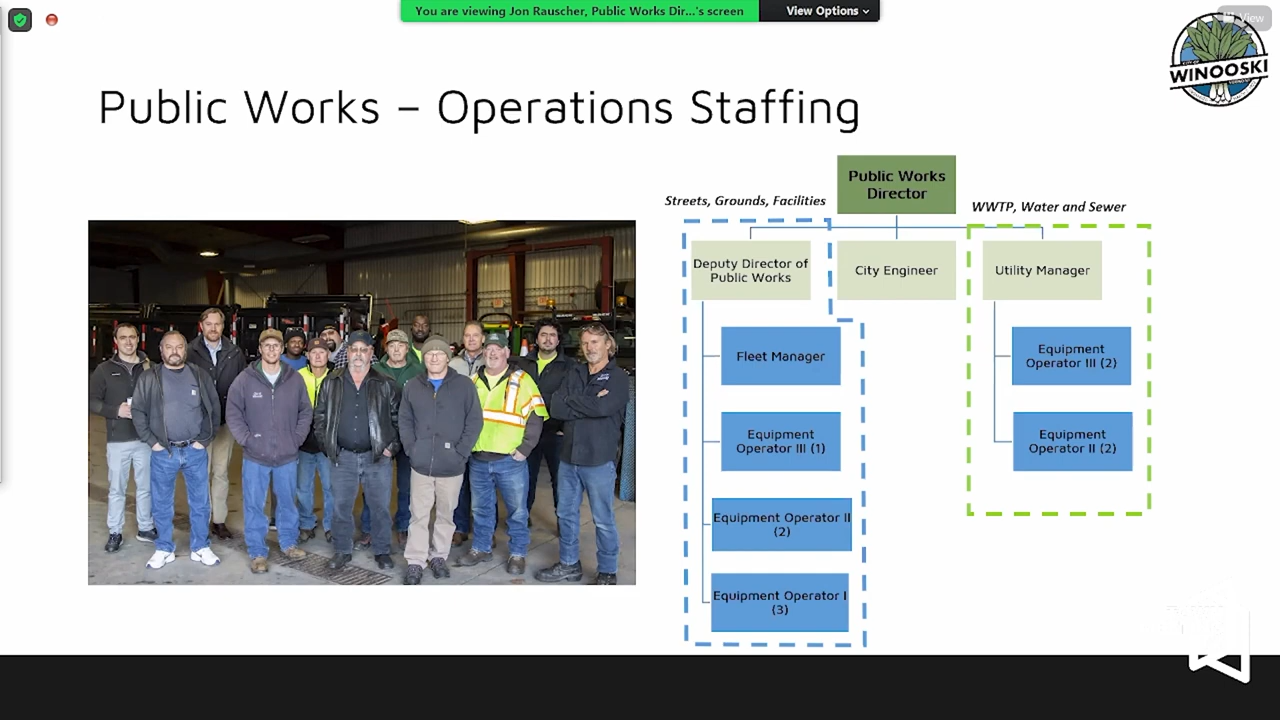 You are viewing Jon Rauscher, Public Works Dir...'s screen
View Options
View
WINOOSKI
Public Works – Operations Staffing
Public Works
Director
Streets, Grounds, Facilities
WWTP, Water and Sewer
Deputy Director of
Public Works
City Engineer
Utility Manager
Fleet Manager
Equipment
Operator III (2)
Equipment
Operator III (1)
Equipment
Operator II (2)
Equipment Operator II
(2)
Equipment Operator I
(3)